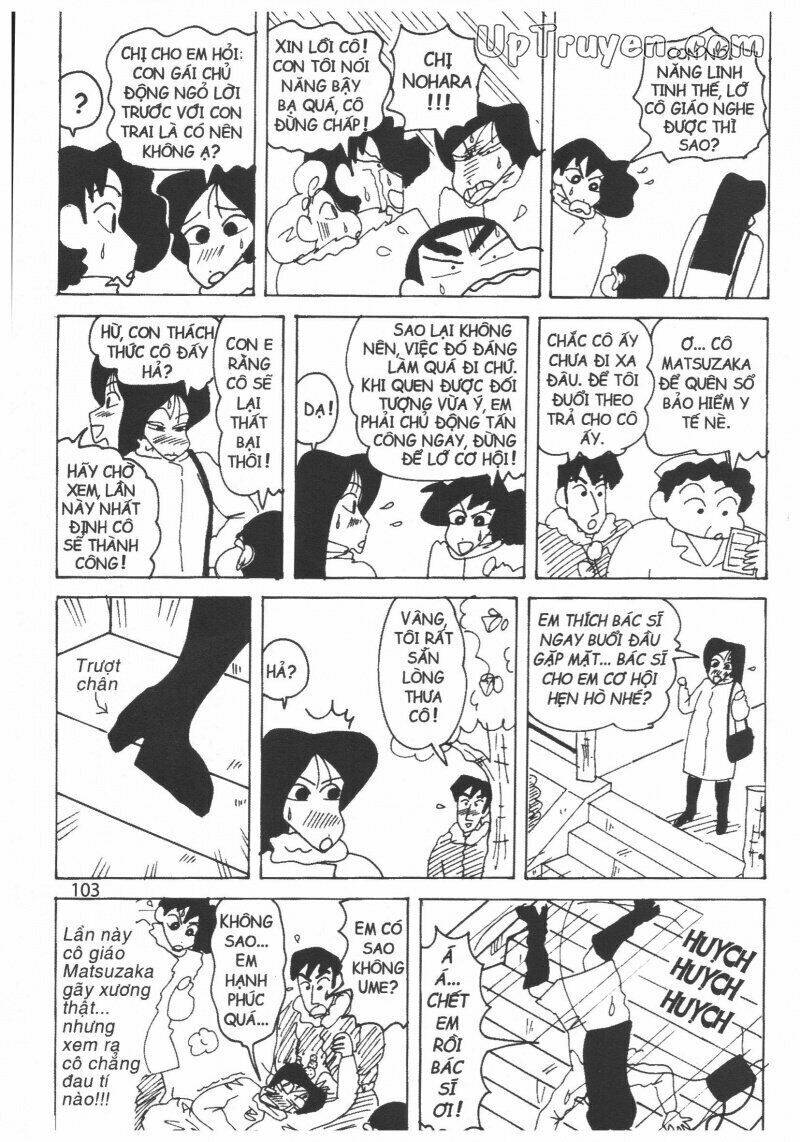 UpTruyen.com
CON NÓI
NĂNG LINH
TINH THẾ, LỠ
CÔ GIÁO NGHE
ĐƯỢC THÌ
SAO?
CHỊ
NOHARA
!!!
XIN LỖI CÔ!
CON TÔI NÓI
NĂNG BẬY
BẠ QUÁ, CÔ
ĐỪNG CHẤP!
CHỊ CHO EM HỎI:
CON GÁI CHỦ
ĐỘNG NGỎ LỜI
TRƯỚC VỚI CON
TRAI LÀ CÓ NÊN
KHÔNG Ạ?
?
Ơ... CÔ
MATSUZAKA
ĐỂ QUÊN SỔ
BẢO HIỂM Y
TẾ NÈ.
CHẮC CÔ ẤY
CHƯA ĐI XA
ĐÂU. ĐỂ TÔI
ĐUỔI THEO
TRẢ CHO CÔ
ẤY.
SAO LẠI KHÔNG
NÊN, VIỆC ĐÓ ĐÁNG
LÀM QUÁ ĐI CHỨ.
KHI QUEN ĐƯỢC ĐỐI
TƯỢNG VỪA Ý, EM
PHẢI CHỦ ĐỘNG TẤN
CÔNG NGAY, ĐỪNG
ĐỂ LỠ CƠ HỘI!
DẠ!
CON E
RẰNG
CÔ SẼ
LẠI
THẤT
BẠI
THÔI!
HỪ, CON THÁCH
THỨC CÔ ĐẤY
HẢ?
HÃY CHỜ
XEM, LẦN
NÀY NHẤT
ĐỊNH CÔ
SẼ THÀNH
CÔNG!
EM THÍCH BÁC SĨ
NGAY BUỔI ĐẦU
GẶP MẶT... BÁC SĨ
CHO EM CƠ HỘI
HẸN HÒ NHÉ?
VÂNG,
TÔI RẤT
SẴN
LÒNG
THƯA
CÔ!
HẢ?
Trượt
chân
103
HUỴCH
HUỴCH
HUỴCH
Á
Á...
CHẾT
EM
RỒI
BÁC
SĨ
ƠI!
EM CÓ
SAO
KHÔNG
UME?
KHÔNG
SAO...
EM
HẠNH
PHÚC
QUÁ...
Lần này
cô giáo
Matsuzaka
gãy xương
thật...
nhưng
xem ra
cô chẳng
đau tí
nào!!!